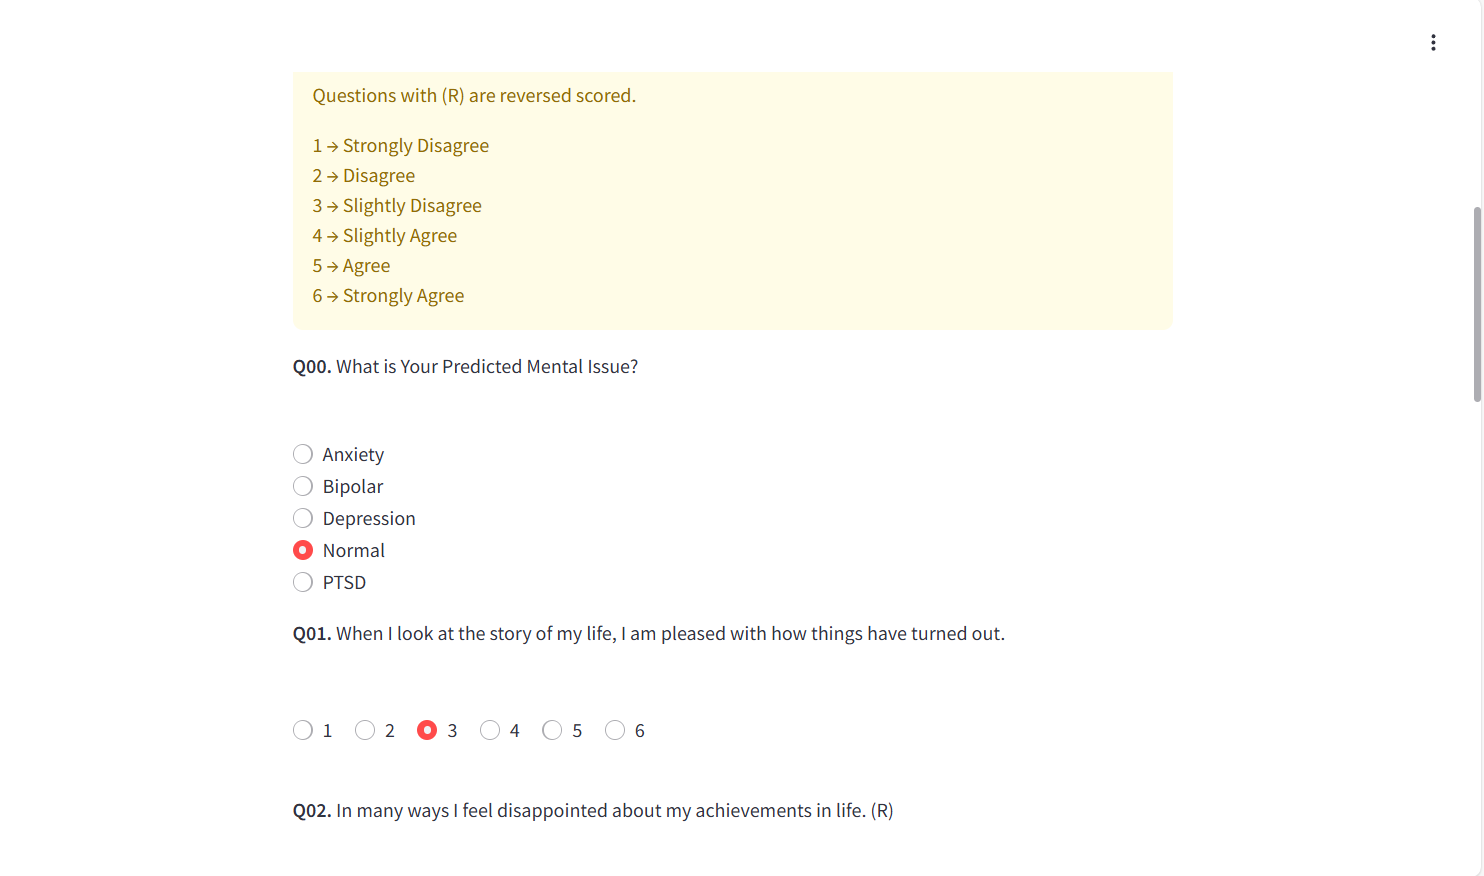 Questions with (R) are reversed scored.
1 → Strongly Disagree
2 → Disagree
3 → Slightly Disagree
4 → Slightly Agree
5 → Agree
6 → Strongly Agree
Q00. What is Your Predicted Mental Issue?
Anxiety
Bipolar
Depression
Normal
PTSD
Q01. When I look at the story of my life, I am pleased with how things have turned out.
1 2 3 4 5 6
Q02. In many ways I feel disappointed about my achievements in life. (R)